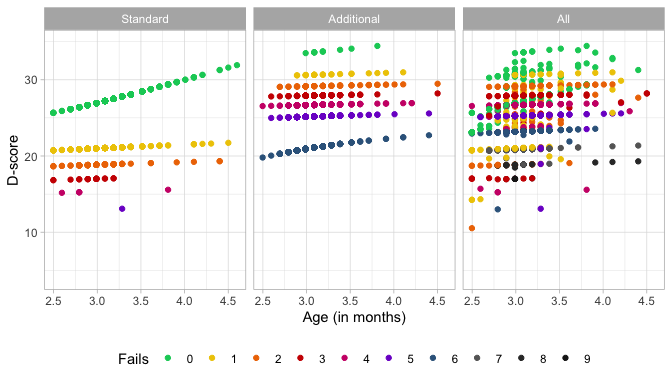 Standard Additional All
30
20
10
D-score
2.5 3.0 3.5 4.0 4.5 2.5 3.0 3.5 4.0 4.5 2.5 3.0 3.5 4.0 4.5
Age (in months)
Fails 0 1 2 3 4 5 6 7 8 9